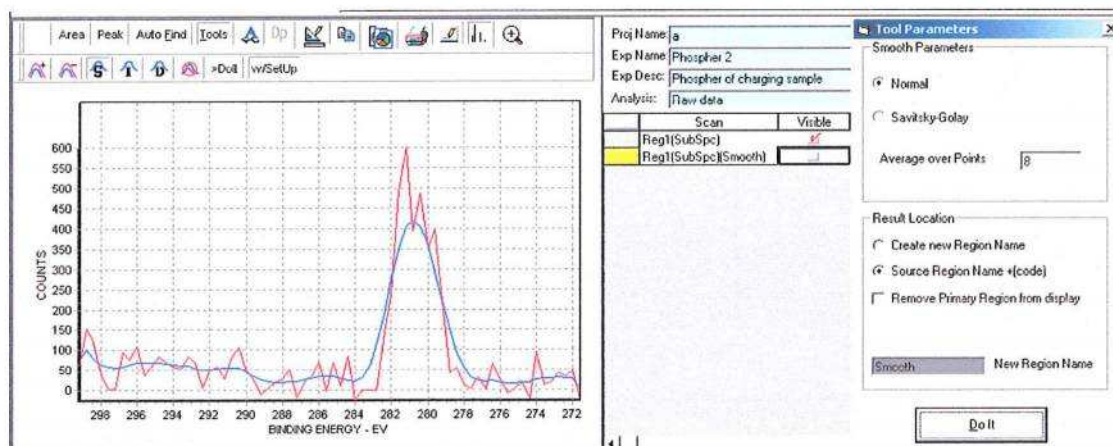 Area Peak Auto Find Tools Dp
S I D >DoIt w/SetUp
600
550
500
450
400
350
300
250
200
150
100
50
0
COUNTS
298 296 294 292 290 288 286 284 282 280 278 276 274 272
BINDING ENERGY - EV
Proj Name: a
Exp Name: Phospher 2
Exp Desc: Phospher of charging sample
Analysis: Raw data
Scan Visible
Reg1(SubSpc)
Reg1(SubSpc)(Smooth)
Tool Parameters
Smooth Parameters
Normal
Savitsky-Golay
Average over Points 8
Result Location
Create new Region Name
Source Region Name +(code)
Remove Primary Region from display
Smooth New Region Name
Do It